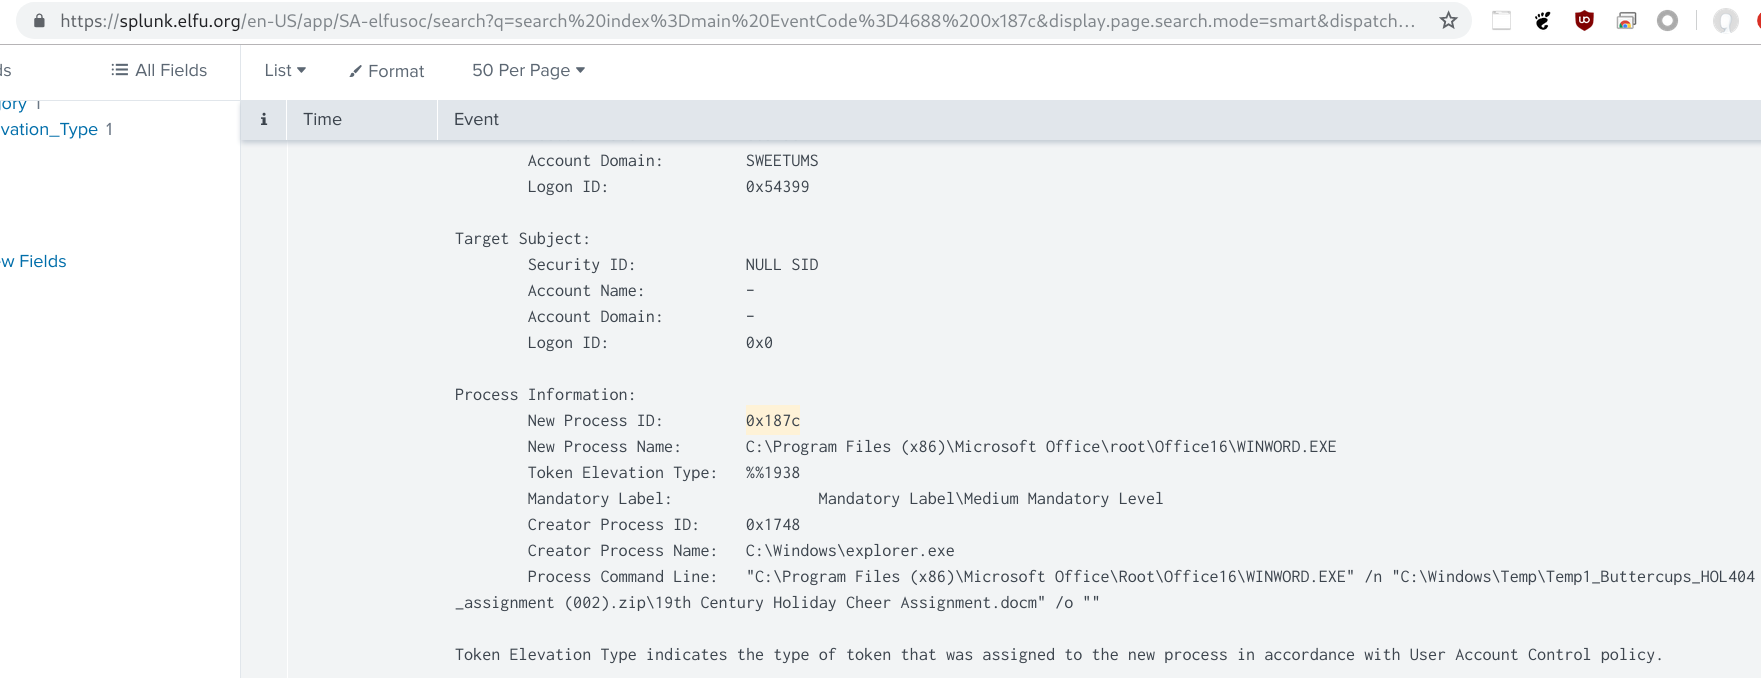 https://splunk.elfu.org/en-US/app/SA-elfusoc/search?q=search%20index%3Dmain%20EventCode%3D4688%200x187c&display.page.search.mode=smart&dispatch…
ds All Fields List Format 50 Per Page
gory 1
vation_Type 1
i Time Event
Account Domain: SWEETUMS
Logon ID: 0x54399
Target Subject:
Security ID: NULL SID
w Fields
Account Name: -
Account Domain: -
Logon ID: 0x0
Process Information:
New Process ID: 0x187c
New Process Name: C:\Program Files (x86)\Microsoft Office\root\Office16\WINWORD.EXE
Token Elevation Type: %%1938
Mandatory Label: Mandatory Label\Medium Mandatory Level
Creator Process ID: 0x1748
Creator Process Name: C:\Windows\explorer.exe
Process Command Line: "C:\Program Files (x86)\Microsoft Office\Root\Office16\WINWORD.EXE" /n "C:\Windows\Temp\Temp1_Buttercups_HOL404
_assignment (002).zip\19th Century Holiday Cheer Assignment.docm" /o ""
Token Elevation Type indicates the type of token that was assigned to the new process in accordance with User Account Control policy.